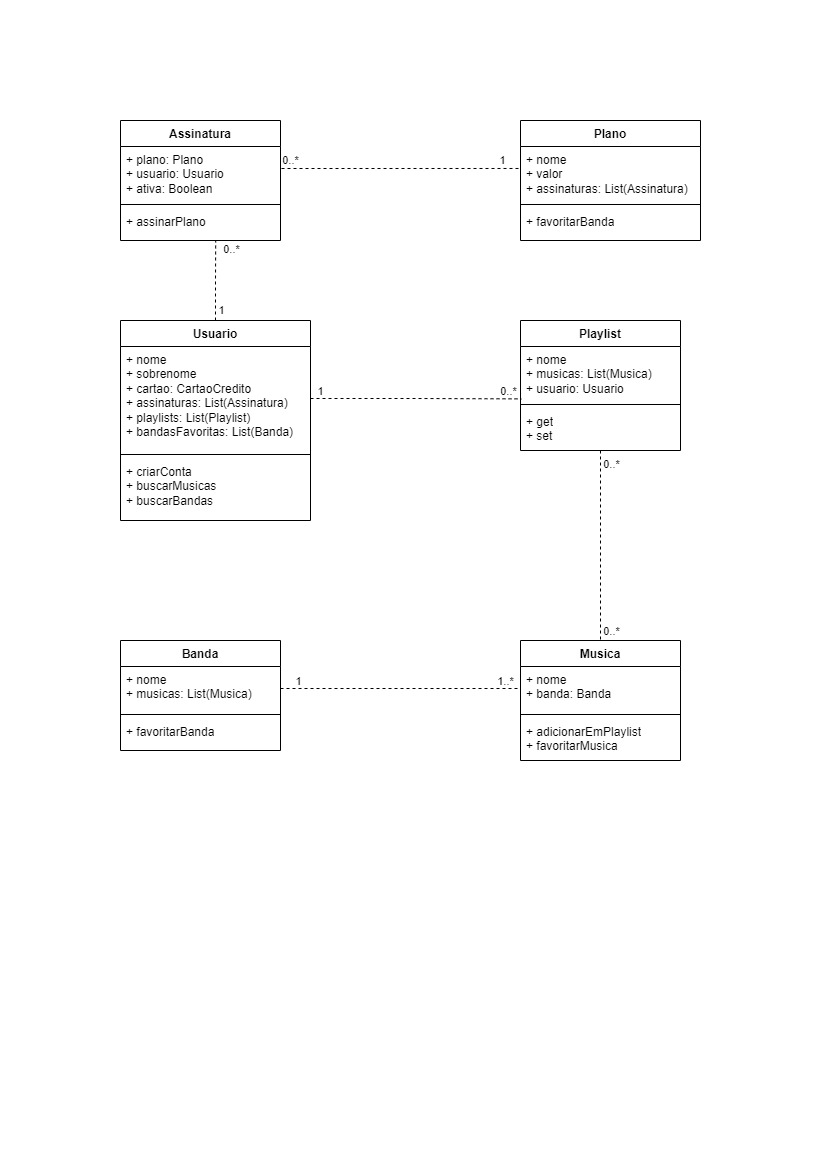 Assinatura
+ plano: Plano
+ usuario: Usuario
+ ativa: Boolean
+ assinarPlano
0..*
1
Plano
+ nome
+ valor
+ assinaturas: List(Assinatura)
+ favoritarBanda
0..*
1
Usuario
+ nome
+ sobrenome
+ cartao: CartaoCredito
+ assinaturas: List(Assinatura)
+ playlists: List(Playlist)
+ bandasFavoritas: List(Banda)
+ criarConta
+ buscarMusicas
+ buscarBandas
1
0..*
Playlist
+ nome
+ musicas: List(Musica)
+ usuario: Usuario
+ get
+ set
0..*
0..*
Banda
+ nome
+ musicas: List(Musica)
+ favoritarBanda
1
1..*
Musica
+ nome
+ banda: Banda
+ adicionarEmPlaylist
+ favoritarMusica